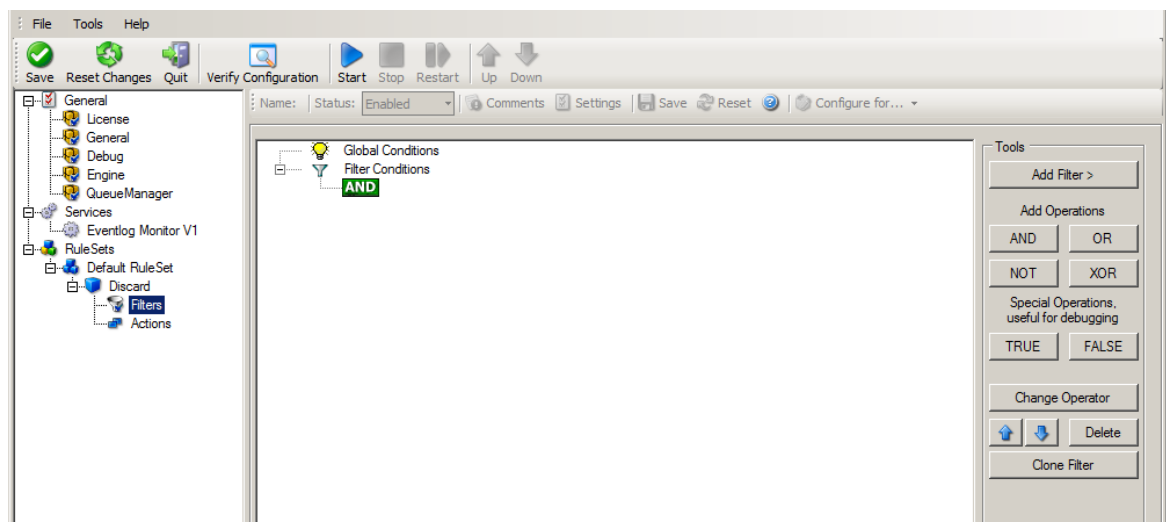 File Tools Help
Save Reset Changes Quit Verify Configuration Start Stop Restart Up Down
General
License
General
Debug
Engine
QueueManager
Services
Eventlog Monitor V1
RuleSets
Default RuleSet
Discard
Filters
Actions
Name: Status: Enabled Comments Settings Save Reset Configure for...
Global Conditions
Filter Conditions
AND
Tools
Add Filter >
Add Operations
AND OR
NOT XOR
Special Operations,
useful for debugging
TRUE FALSE
Change Operator
Delete
Clone Filter